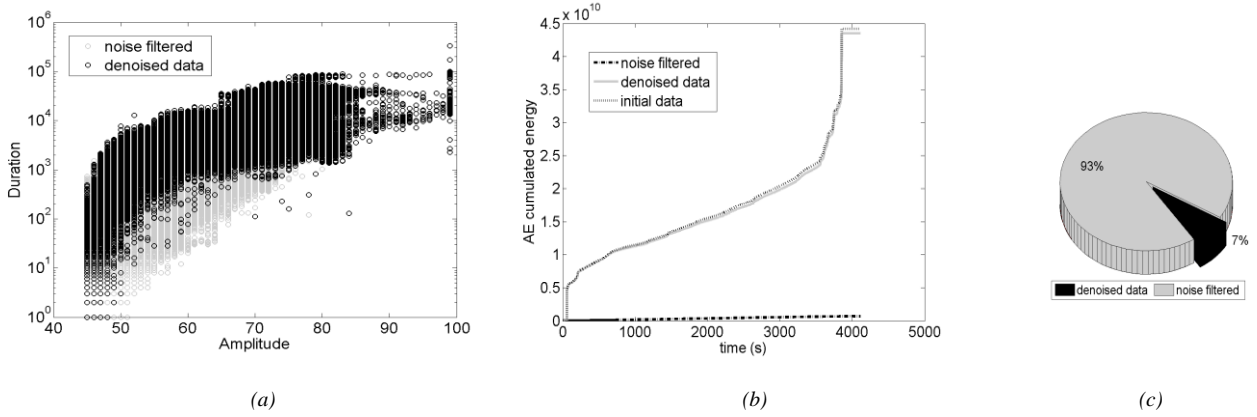 10^6
10^5
10^4
10^3
10^2
10^1
10^0
Duration
noise filtered
denoised data
40 50 60 70 80 90 100
Amplitude
(a)
x 10^10
4.5
4
3.5
3
2.5
2
1.5
1
0.5
0
AE cumulated energy
noise filtered
denoised data
initial data
0 1000 2000 3000 4000 5000
time (s)
(b)
93%
7%
denoised data noise filtered
(c)